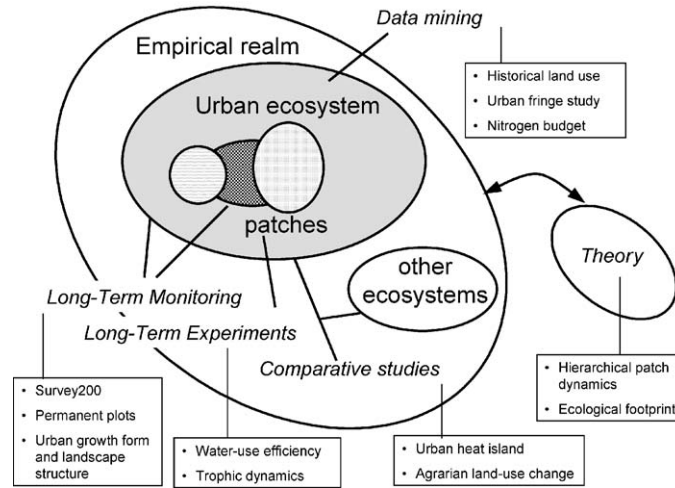 Data mining
Empirical realm
• Historical land use
• Urban fringe study
• Nitrogen budget
Urban ecosystem
patches
other
ecosystems
Theory
Long-Term Monitoring
Long-Term Experiments
Comparative studies
• Hierarchical patch
dynamics
• Ecological footprint
• Survey200
• Permanent plots
• Urban growth form
and landscape
structure
• Water-use efficiency
• Trophic dynamics
• Urban heat island
• Agrarian land-use change